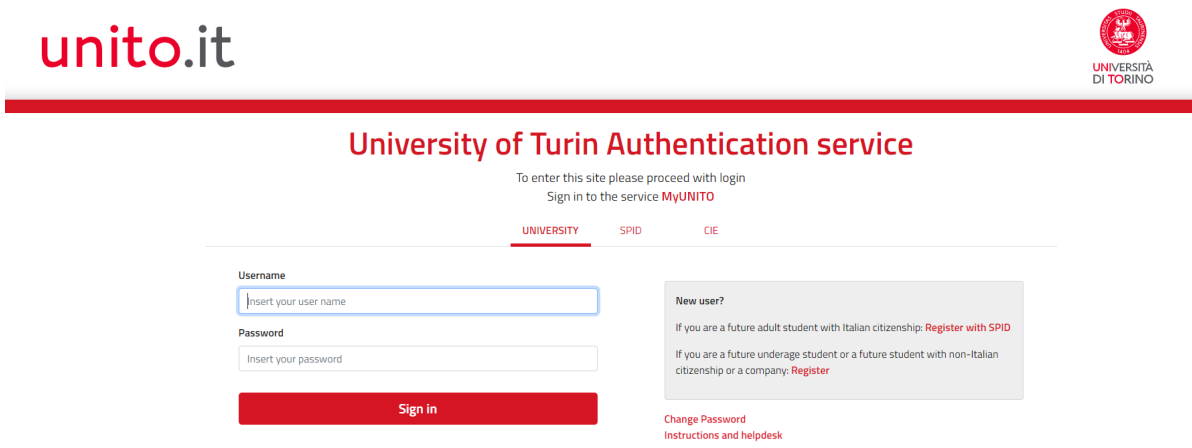 unito.it
UNIVERSITÀ
DI TORINO
University of Turin Authentication service
To enter this site please proceed with login
Sign in to the service MyUNITO
UNIVERSITY SPID CIE
Username
Insert your user name
Password
Insert your password
Sign in
New user?
If you are a future adult student with Italian citizenship: Register with SPID
If you are a future underage student or a future student with non-Italian
citizenship or a company: Register
Change Password
Instructions and helpdesk